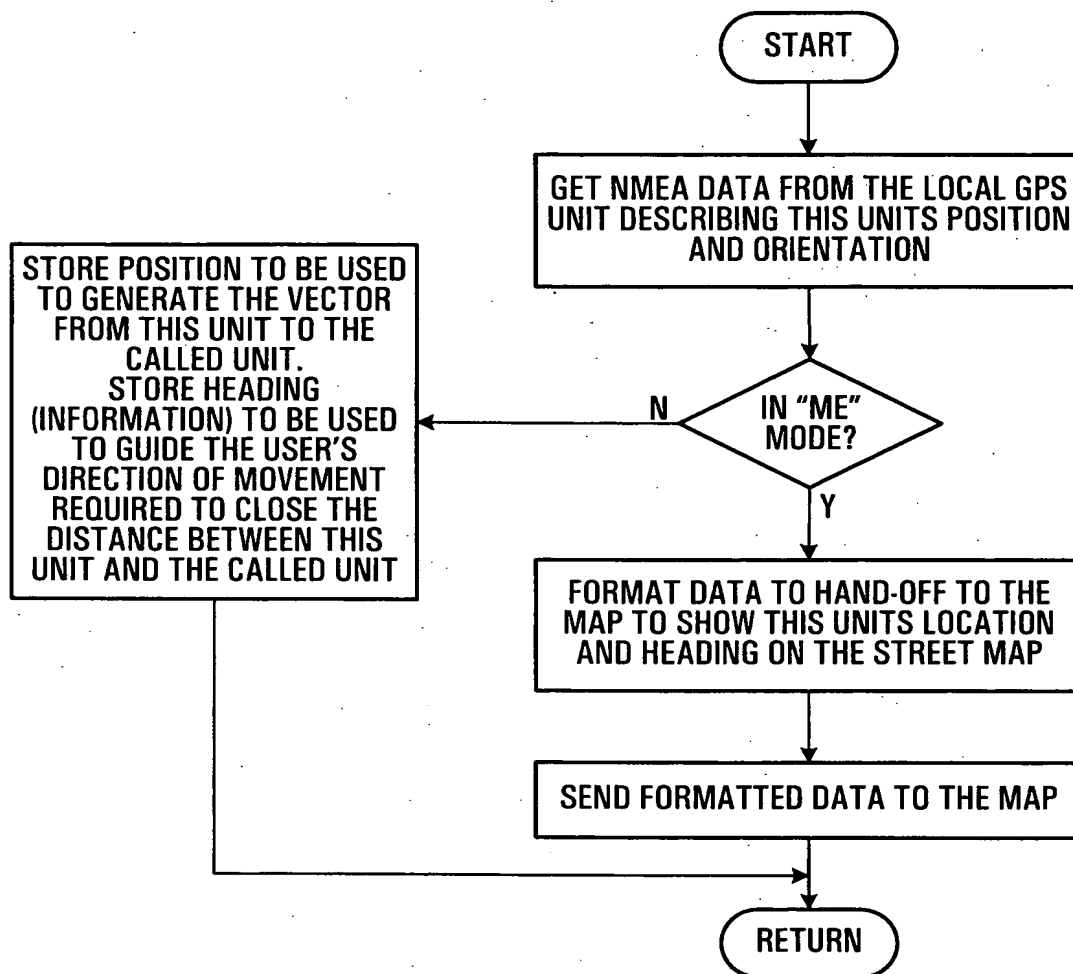 START
GET NMEA DATA FROM THE LOCAL GPS
UNIT DESCRIBING THIS UNITS POSITION
AND ORIENTATION
IN "ME"
MODE?
N
Y
STORE POSITION TO BE USED
TO GENERATE THE VECTOR
FROM THIS UNIT TO THE
CALLED UNIT.
STORE HEADING
(INFORMATION) TO BE USED
TO GUIDE THE USER'S
DIRECTION OF MOVEMENT
REQUIRED TO CLOSE THE
DISTANCE BETWEEN THIS
UNIT AND THE CALLED UNIT
FORMAT DATA TO HAND-OFF TO THE
MAP TO SHOW THIS UNITS LOCATION
AND HEADING ON THE STREET MAP
SEND FORMATTED DATA TO THE MAP
RETURN